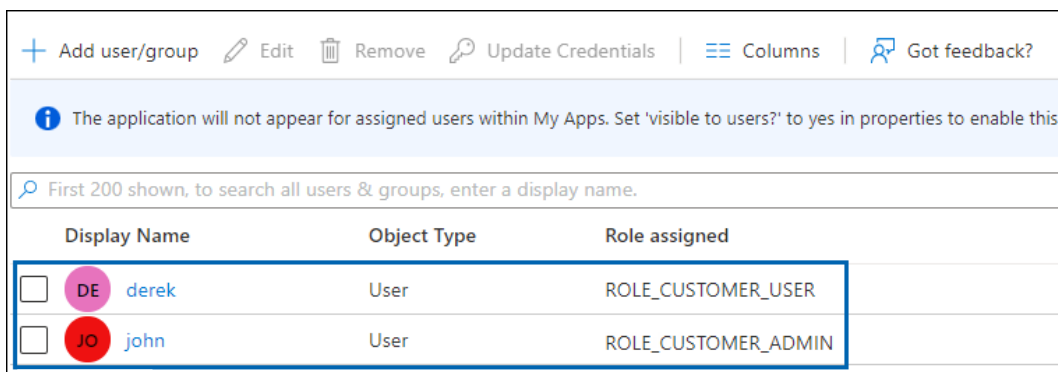 Add user/group Edit Remove Update Credentials Columns Got feedback?
The application will not appear for assigned users within My Apps. Set 'visible to users?' to yes in properties to enable this
First 200 shown, to search all users & groups, enter a display name.
Display Name Object Type Role assigned
DE derek User ROLE_CUSTOMER_USER
JO john User ROLE_CUSTOMER_ADMIN